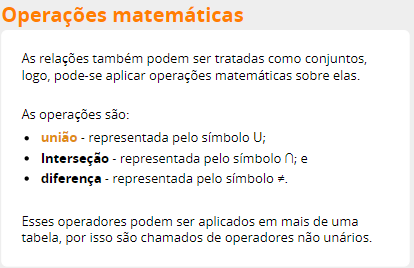 Operações matemáticas
As relações também podem ser tratadas como conjuntos,
logo, pode-se aplicar operações matemáticas sobre elas.
As operações são:
• união - representada pelo símbolo U;
• Interseção - representada pelo símbolo ∩; e
• diferença - representada pelo símbolo ≠.
Esses operadores podem ser aplicados em mais de uma
tabela, por isso são chamados de operadores não unários.